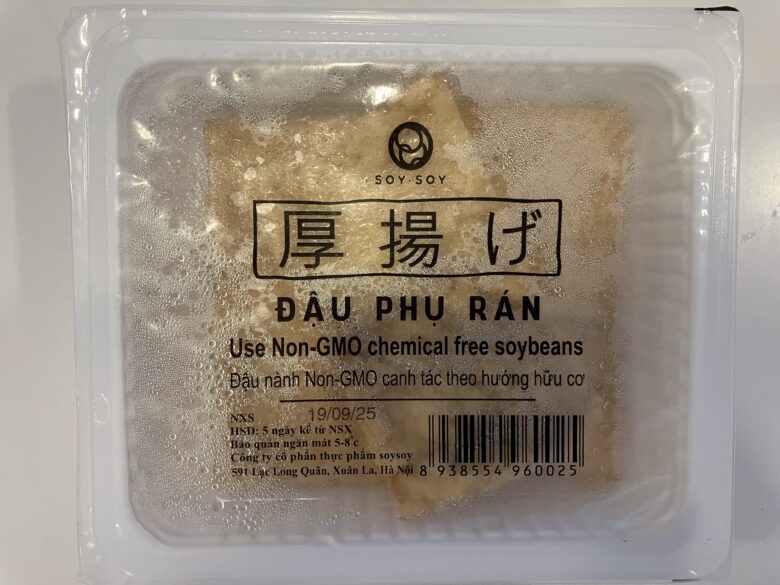 SOY·SOY
厚揚げ
ĐẬU PHỤ RÁN
Use Non-GMO chemical free soybeans
Đậu nành Non-GMO canh tác theo hướng hữu cơ
NXS 19/09/25
HSD: 5 ngày kể từ NSX
Bảo quản ngăn mát 5-8°c
Công ty cổ phần thực phẩm soysoy
591 Lạc Long Quân, Xuân La, Hà Nội
8 938554 960025